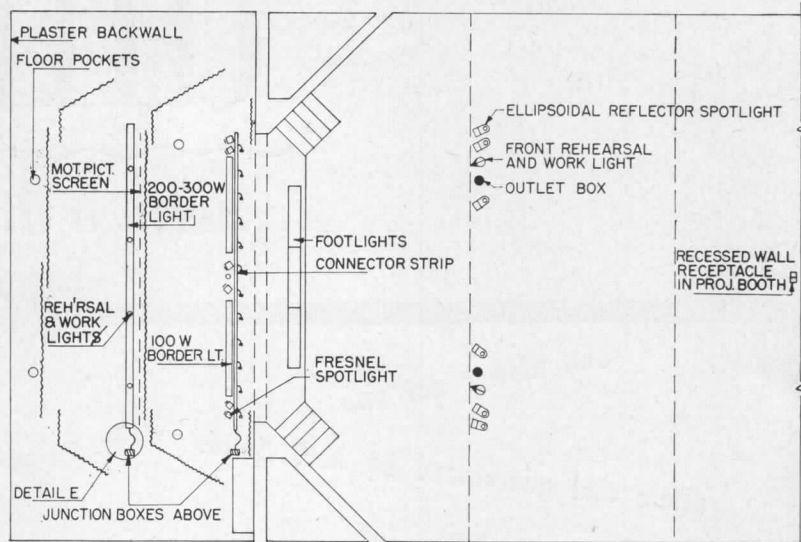 PLASTER BACKWALL
FLOOR POCKETS
MOT. PICT.
SCREEN
200-300W
BORDER
LIGHT
REH'RSAL
& WORK
LIGHTS
100 W
BORDER LT.
DETAIL E
JUNCTION BOXES ABOVE
FOOTLIGHTS
CONNECTOR STRIP
FRESNEL
SPOTLIGHT
ELLIPSOIDAL REFLECTOR SPOTLIGHT
FRONT REHEARSAL
AND WORK LIGHT
OUTLET BOX
RECESSED WALL
RECEPTACLE
IN PROJ. BOOTH